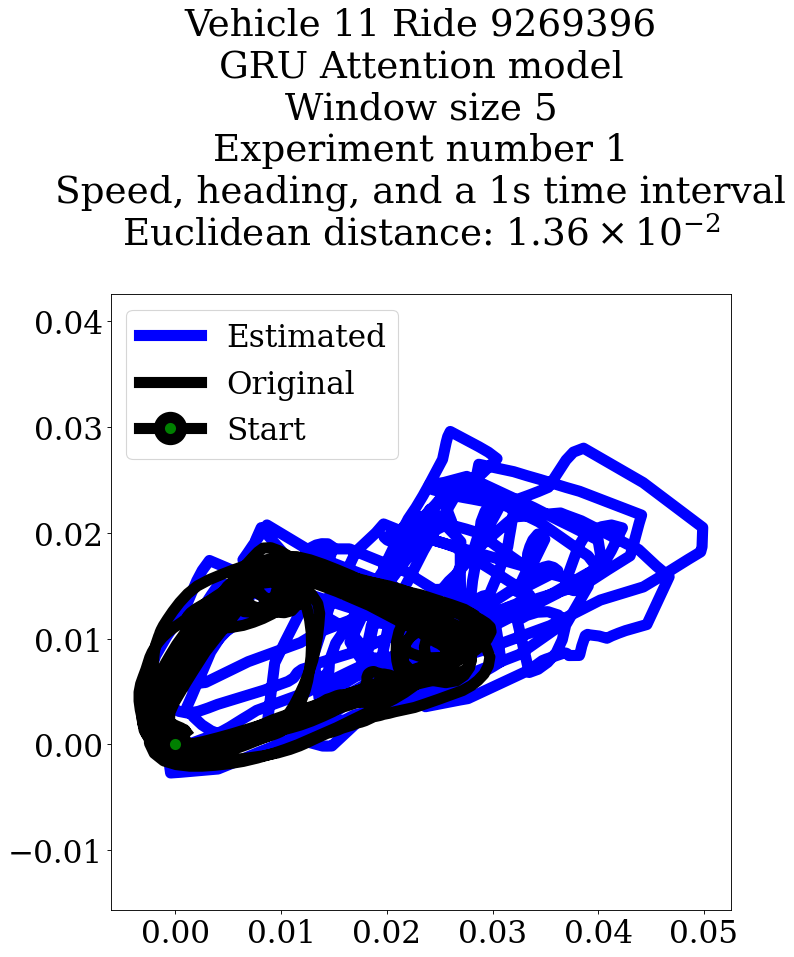 Vehicle 11 Ride 9269396
GRU Attention model
Window size 5
Experiment number 1
Speed, heading, and a 1s time interval
Euclidean distance: 1.36 × 10⁻²
0.04
0.03
0.02
0.01
0.00
−0.01
Estimated
Original
Start
0.00 0.01 0.02 0.03 0.04 0.05